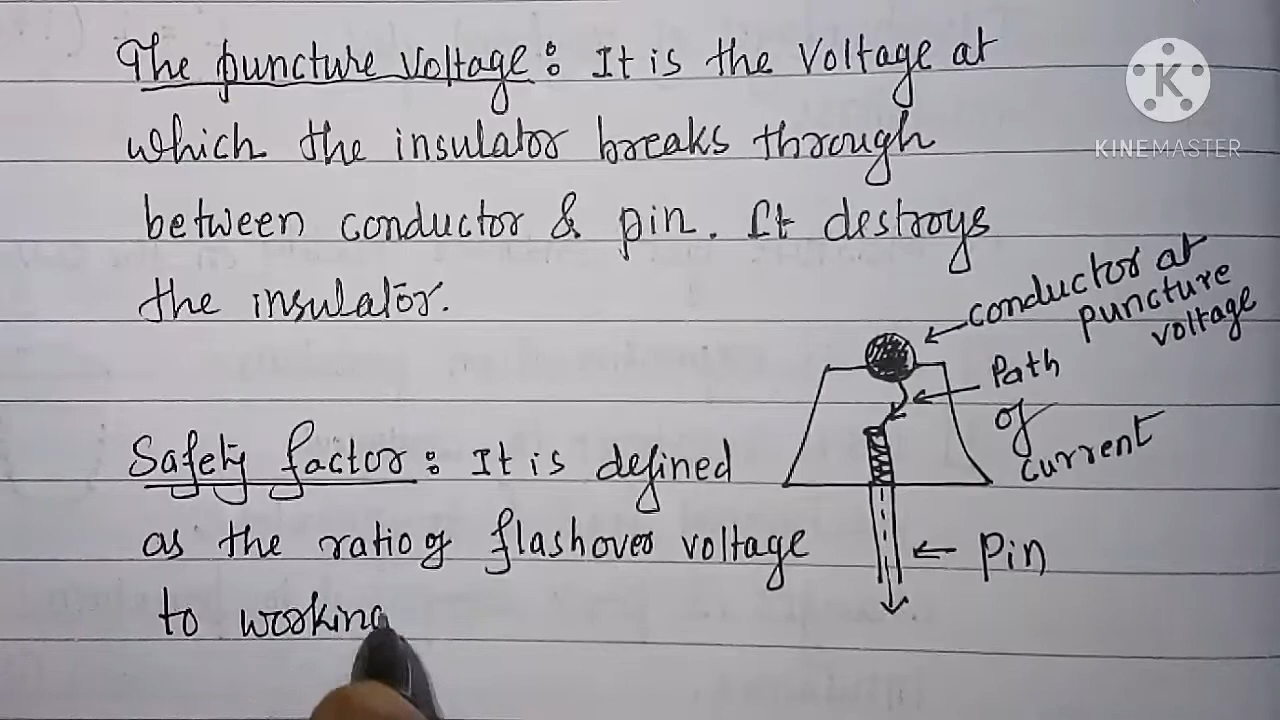 The puncture Voltage: It is the Voltage at
which the insulator breaks through
between conductor & pin. It destroys
the insulator.
conductor at
puncture
voltage
Path
of
current
Safety factor: It is defined
as the ratio of flashover voltage
to working
Pin
K
KINEMASTER